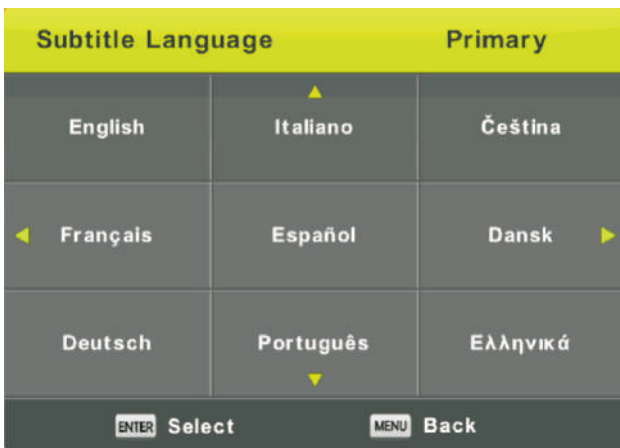 Subtitle Language Primary
English Italiano Čeština
Français Español Dansk
Deutsch Português Ελληνικά
ENTER Select MENU Back